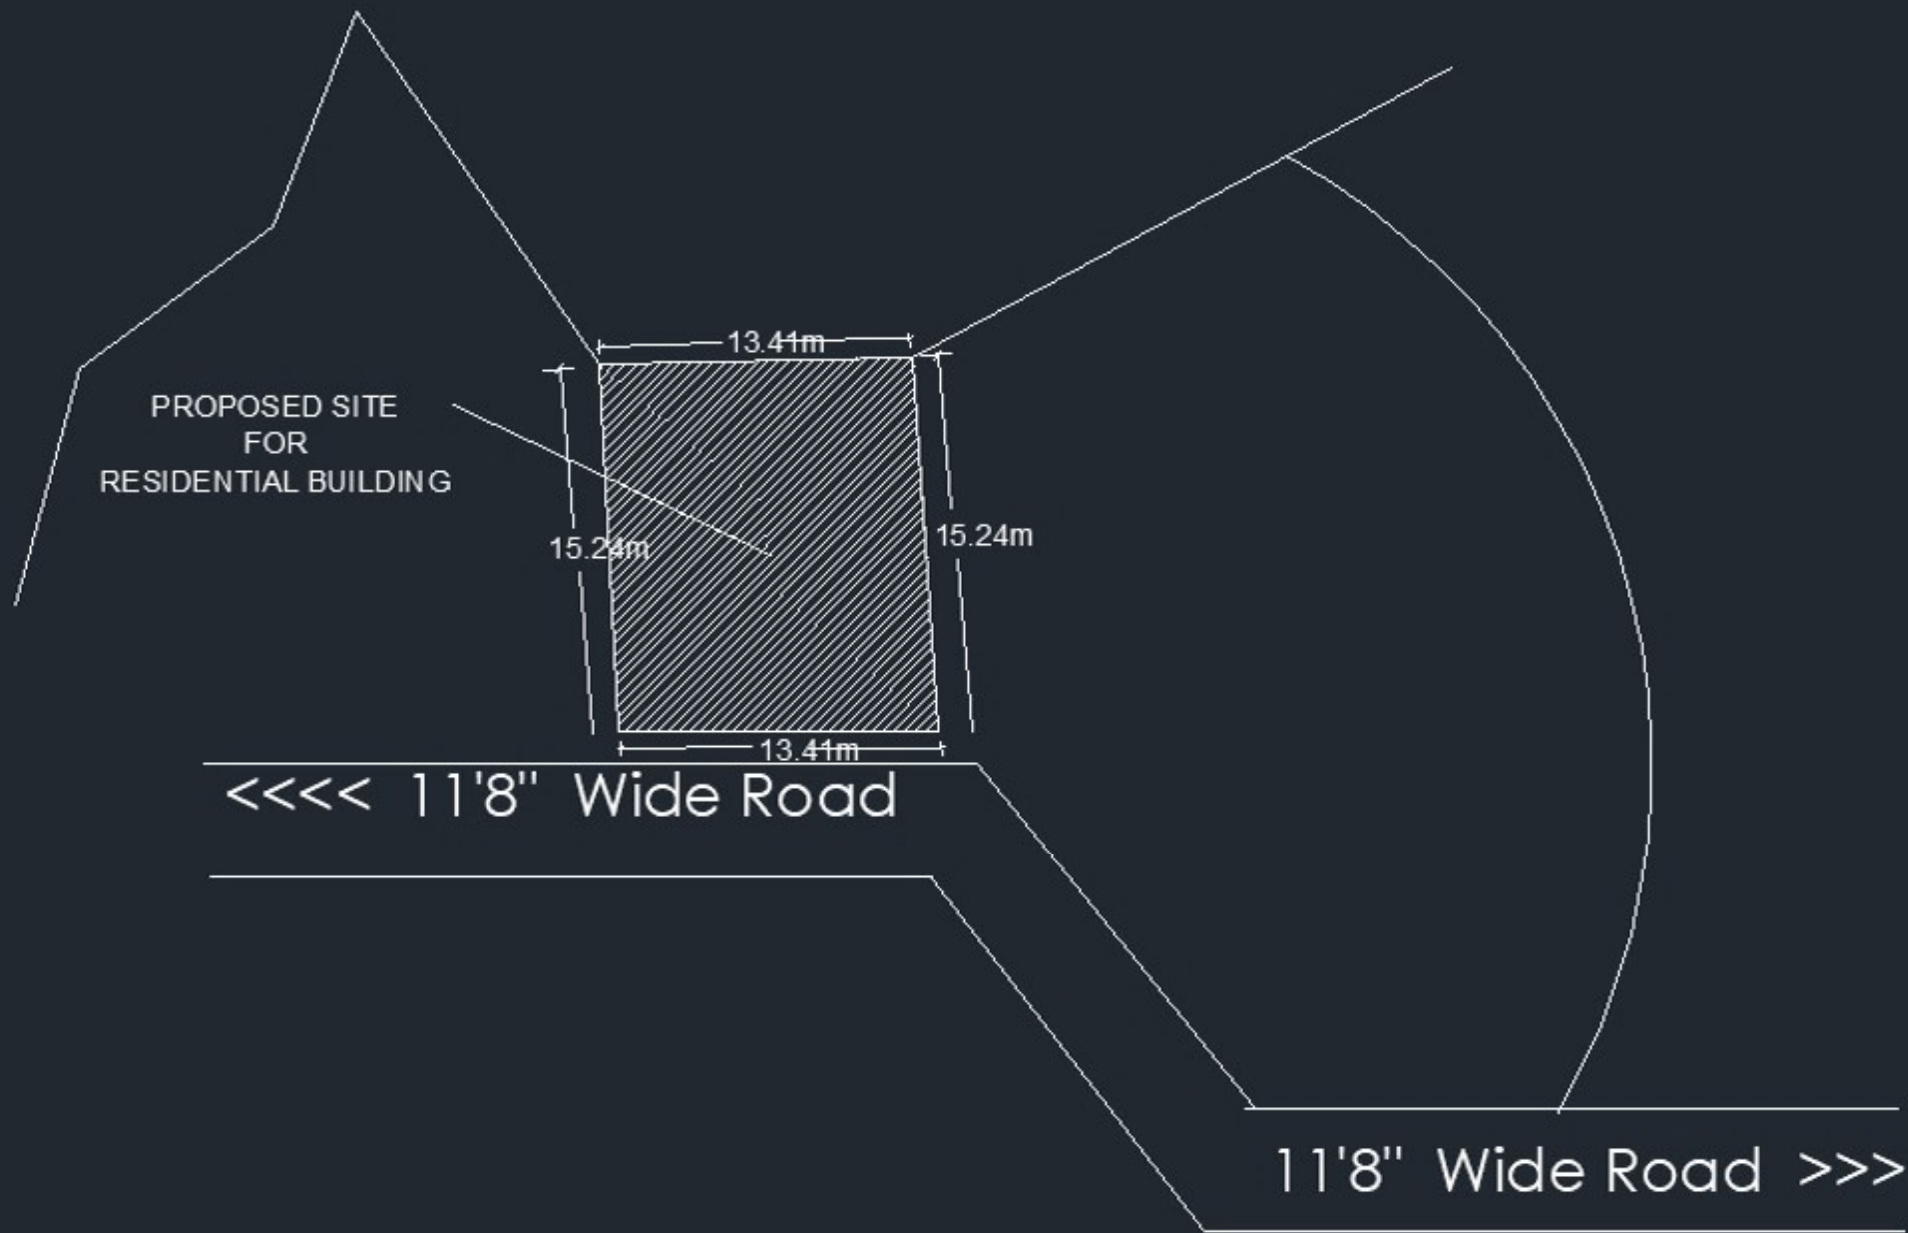 13.41m
PROPOSED SITE
FOR
RESIDENTIAL BUILDING
15.24m
15.24m
13.41m
<<<< 11'8" Wide Road
11'8" Wide Road >>>